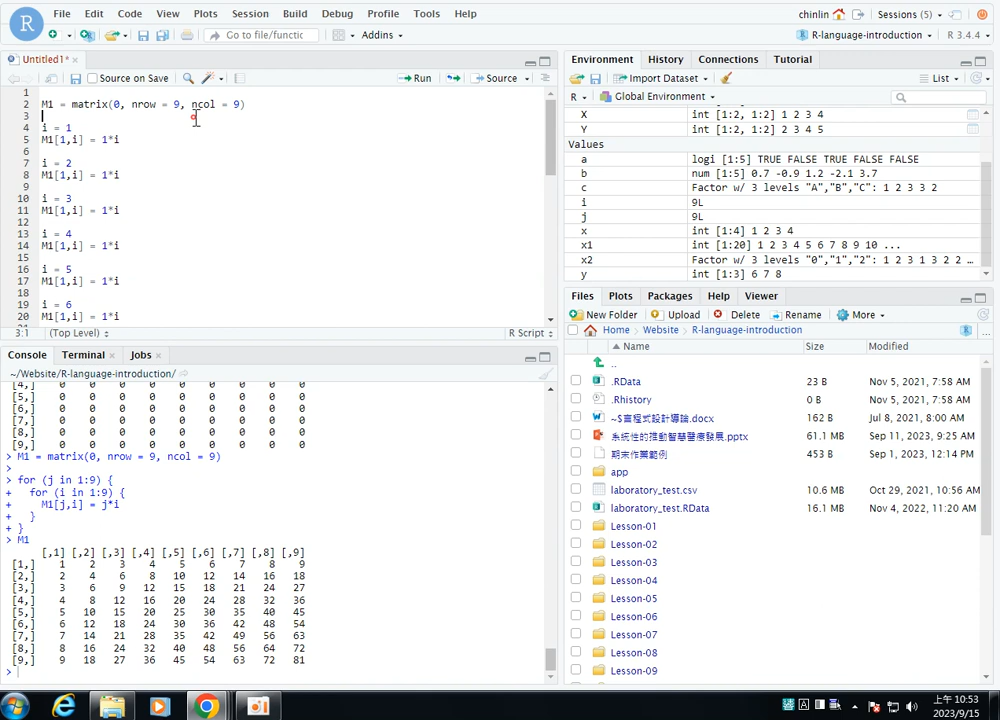 R File Edit Code View Plots Session Build Debug Profile Tools Help chinlin Sessions (5)
Go to file/functic Addins R-language-introduction R 3.4.4
Untitled1* ×
Source on Save Run Source
1
2 M1 = matrix(0, nrow = 9, ncol = 9)
3
4 i = 1
5 M1[1,i] = 1*i
6
7 i = 2
8 M1[1,i] = 1*i
9
10 i = 3
11 M1[1,i] = 1*i
12
13 i = 4
14 M1[1,i] = 1*i
15
16 i = 5
17 M1[1,i] = 1*i
18
19 i = 6
20 M1[1,i] = 1*i
21
3:1 (Top Level) R Script
Console Terminal × Jobs ×
~/Website/R-language-introduction/
[4,] 0 0 0 0 0 0 0 0 0
[5,] 0 0 0 0 0 0 0 0 0
[6,] 0 0 0 0 0 0 0 0 0
[7,] 0 0 0 0 0 0 0 0 0
[8,] 0 0 0 0 0 0 0 0 0
[9,] 0 0 0 0 0 0 0 0 0
> M1 = matrix(0, nrow = 9, ncol = 9)
>
> for (j in 1:9) {
+ for (i in 1:9) {
+ M1[j,i] = j*i
+ }
+ }
> M1
[,1] [,2] [,3] [,4] [,5] [,6] [,7] [,8] [,9]
[1,] 1 2 3 4 5 6 7 8 9
[2,] 2 4 6 8 10 12 14 16 18
[3,] 3 6 9 12 15 18 21 24 27
[4,] 4 8 12 16 20 24 28 32 36
[5,] 5 10 15 20 25 30 35 40 45
[6,] 6 12 18 24 30 36 42 48 54
[7,] 7 14 21 28 35 42 49 56 63
[8,] 8 16 24 32 40 48 56 64 72
[9,] 9 18 27 36 45 54 63 72 81
>
Environment History Connections Tutorial
Import Dataset List
R Global Environment
X int [1:2, 1:2] 1 2 3 4
Y int [1:2, 1:2] 2 3 4 5
Values
a logi [1:5] TRUE FALSE TRUE FALSE FALSE
b num [1:5] 0.7 -0.9 1.2 -2.1 3.7
c Factor w/ 3 levels "A","B","C": 1 2 3 3 2
i 9L
j 9L
x int [1:4] 1 2 3 4
x1 int [1:20] 1 2 3 4 5 6 7 8 9 10 ...
x2 Factor w/ 3 levels "0","1","2": 1 2 3 1 3 2 2 …
y int [1:3] 6 7 8
Files Plots Packages Help Viewer
New Folder Upload Delete Rename More
Home Website R-language-introduction ...
Name Size Modified
..
.RData 23 B Nov 5, 2021, 7:58 AM
.Rhistory 0 B Nov 5, 2021, 7:58 AM
~$言程式設計導論.docx 162 B Jul 8, 2021, 8:00 AM
系統性的推動智慧醫療發展.pptx 61.1 MB Sep 11, 2023, 9:25 AM
期末作業範例 453 B Sep 1, 2023, 12:14 PM
app
laboratory_test.csv 10.6 MB Oct 29, 2021, 10:56 AM
laboratory_test.RData 16.1 MB Nov 4, 2022, 11:20 AM
Lesson-01
Lesson-02
Lesson-03
Lesson-04
Lesson-05
Lesson-06
Lesson-07
Lesson-08
Lesson-09
上午 10:53
2023/9/15